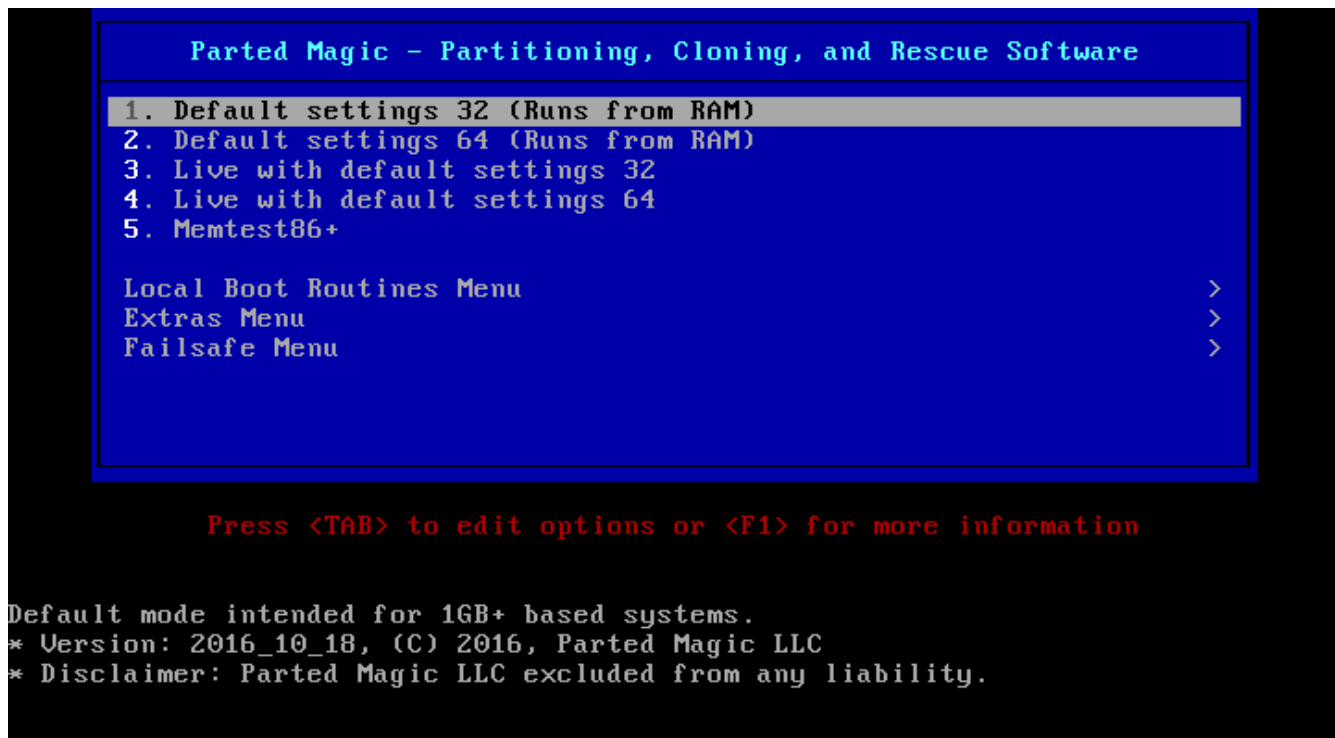 Parted Magic - Partitioning, Cloning, and Rescue Software
1. Default settings 32 (Runs from RAM)
2. Default settings 64 (Runs from RAM)
3. Live with default settings 32
4. Live with default settings 64
5. Memtest86+
Local Boot Routines Menu >
Extras Menu >
Failsafe Menu >
Press <TAB> to edit options or <F1> for more information
Default mode intended for 1GB+ based systems.
* Version: 2016_10_18, (C) 2016, Parted Magic LLC
* Disclaimer: Parted Magic LLC excluded from any liability.